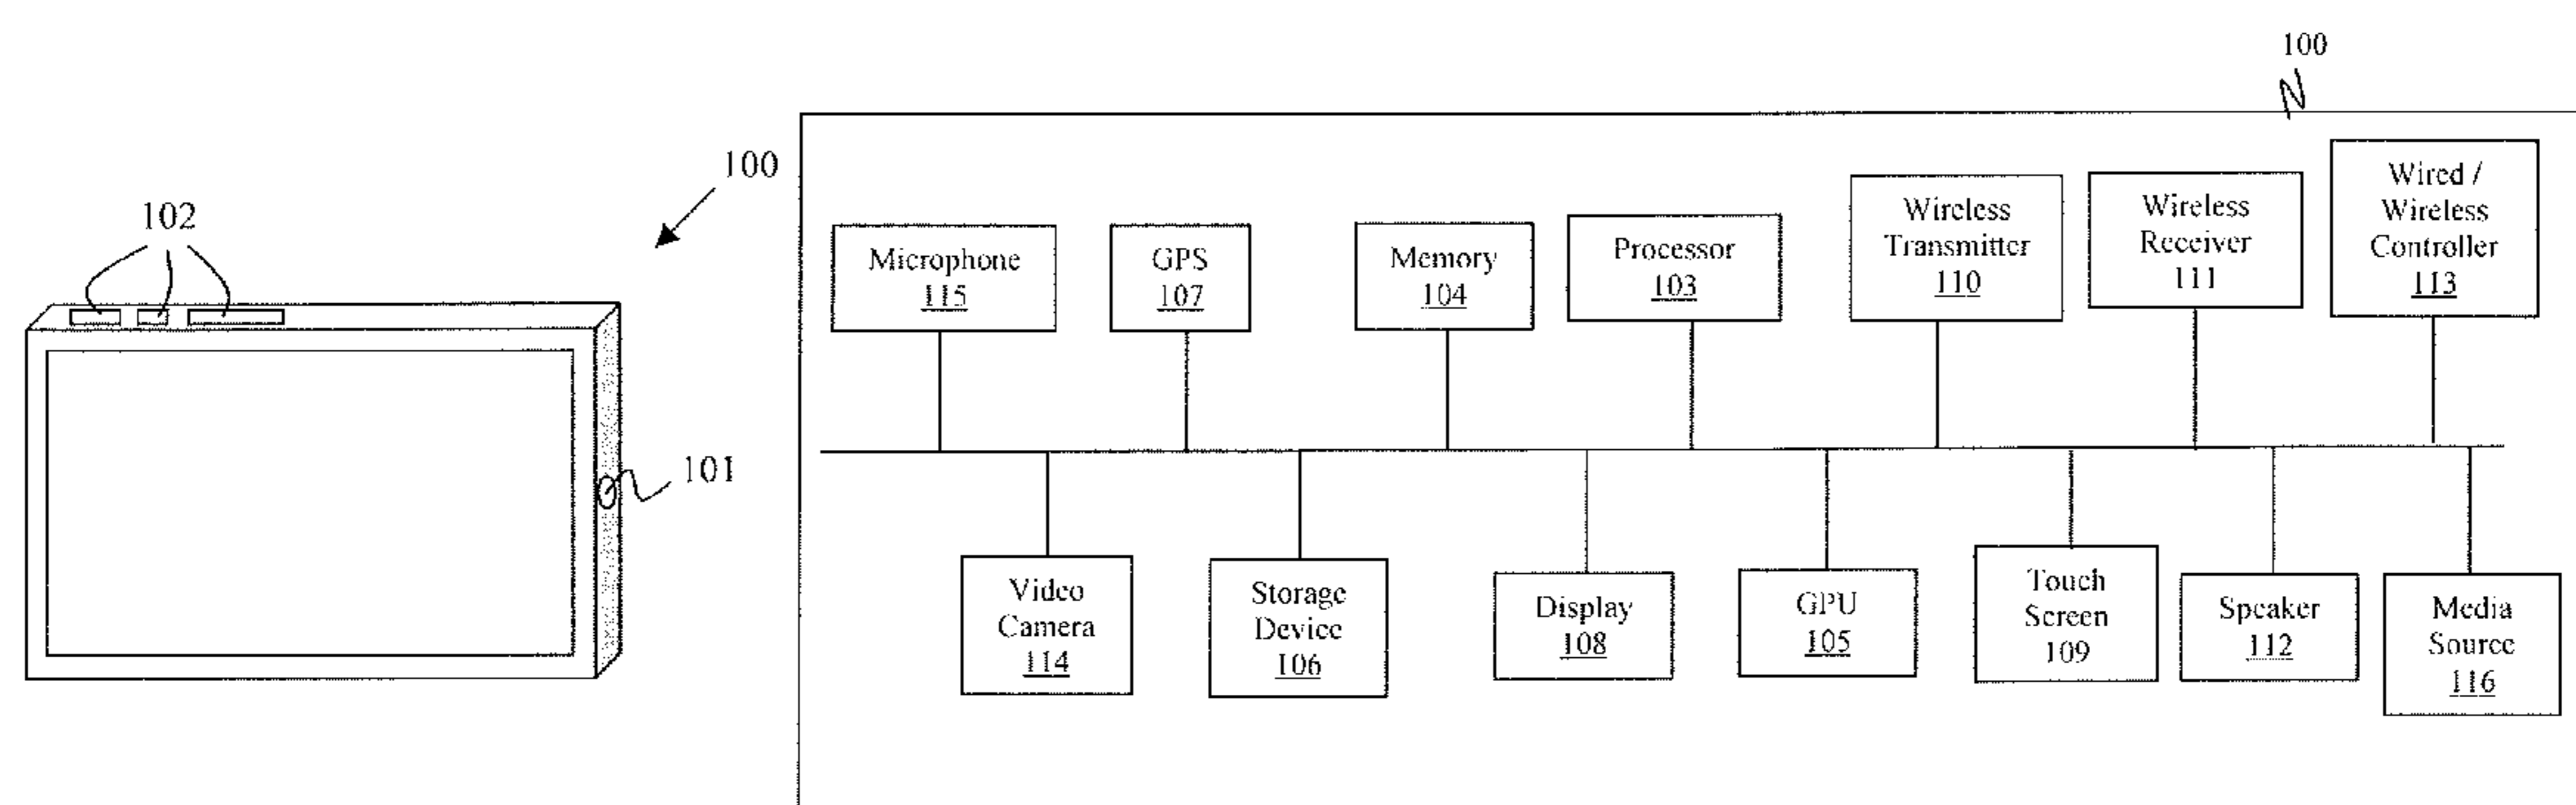 100
102
100
101
Microphone
115
GPS
107
Memory
104
Processor
103
Wireless
Transmitter
110
Wireless
Receiver
111
Wired /
Wireless
Controller
113
Video
Camera
114
Storage
Device
106
Display
108
GPU
105
Touch
Screen
109
Speaker
112
Media
Source
116